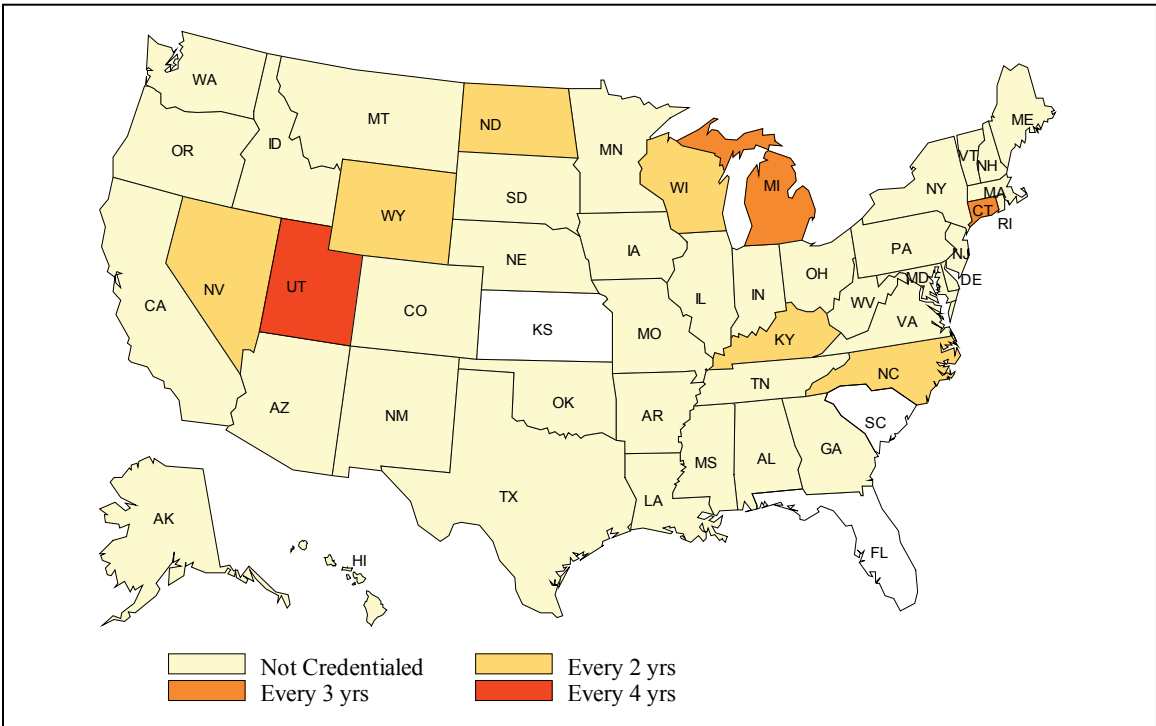 WA
MT
ND
MN
ME
OR
ID
VT
NH
SD
WI
MI
NY
MA
WY
CT
RI
IA
PA
NE
OH
NJ
NV
UT
IL
IN
MD
DE
CA
CO
WV
KS
MO
VA
KY
NC
TN
AZ
NM
OK
AR
SC
MS
AL
GA
TX
LA
AK
HI
FL
Not Credentialed
Every 2 yrs
Every 3 yrs
Every 4 yrs